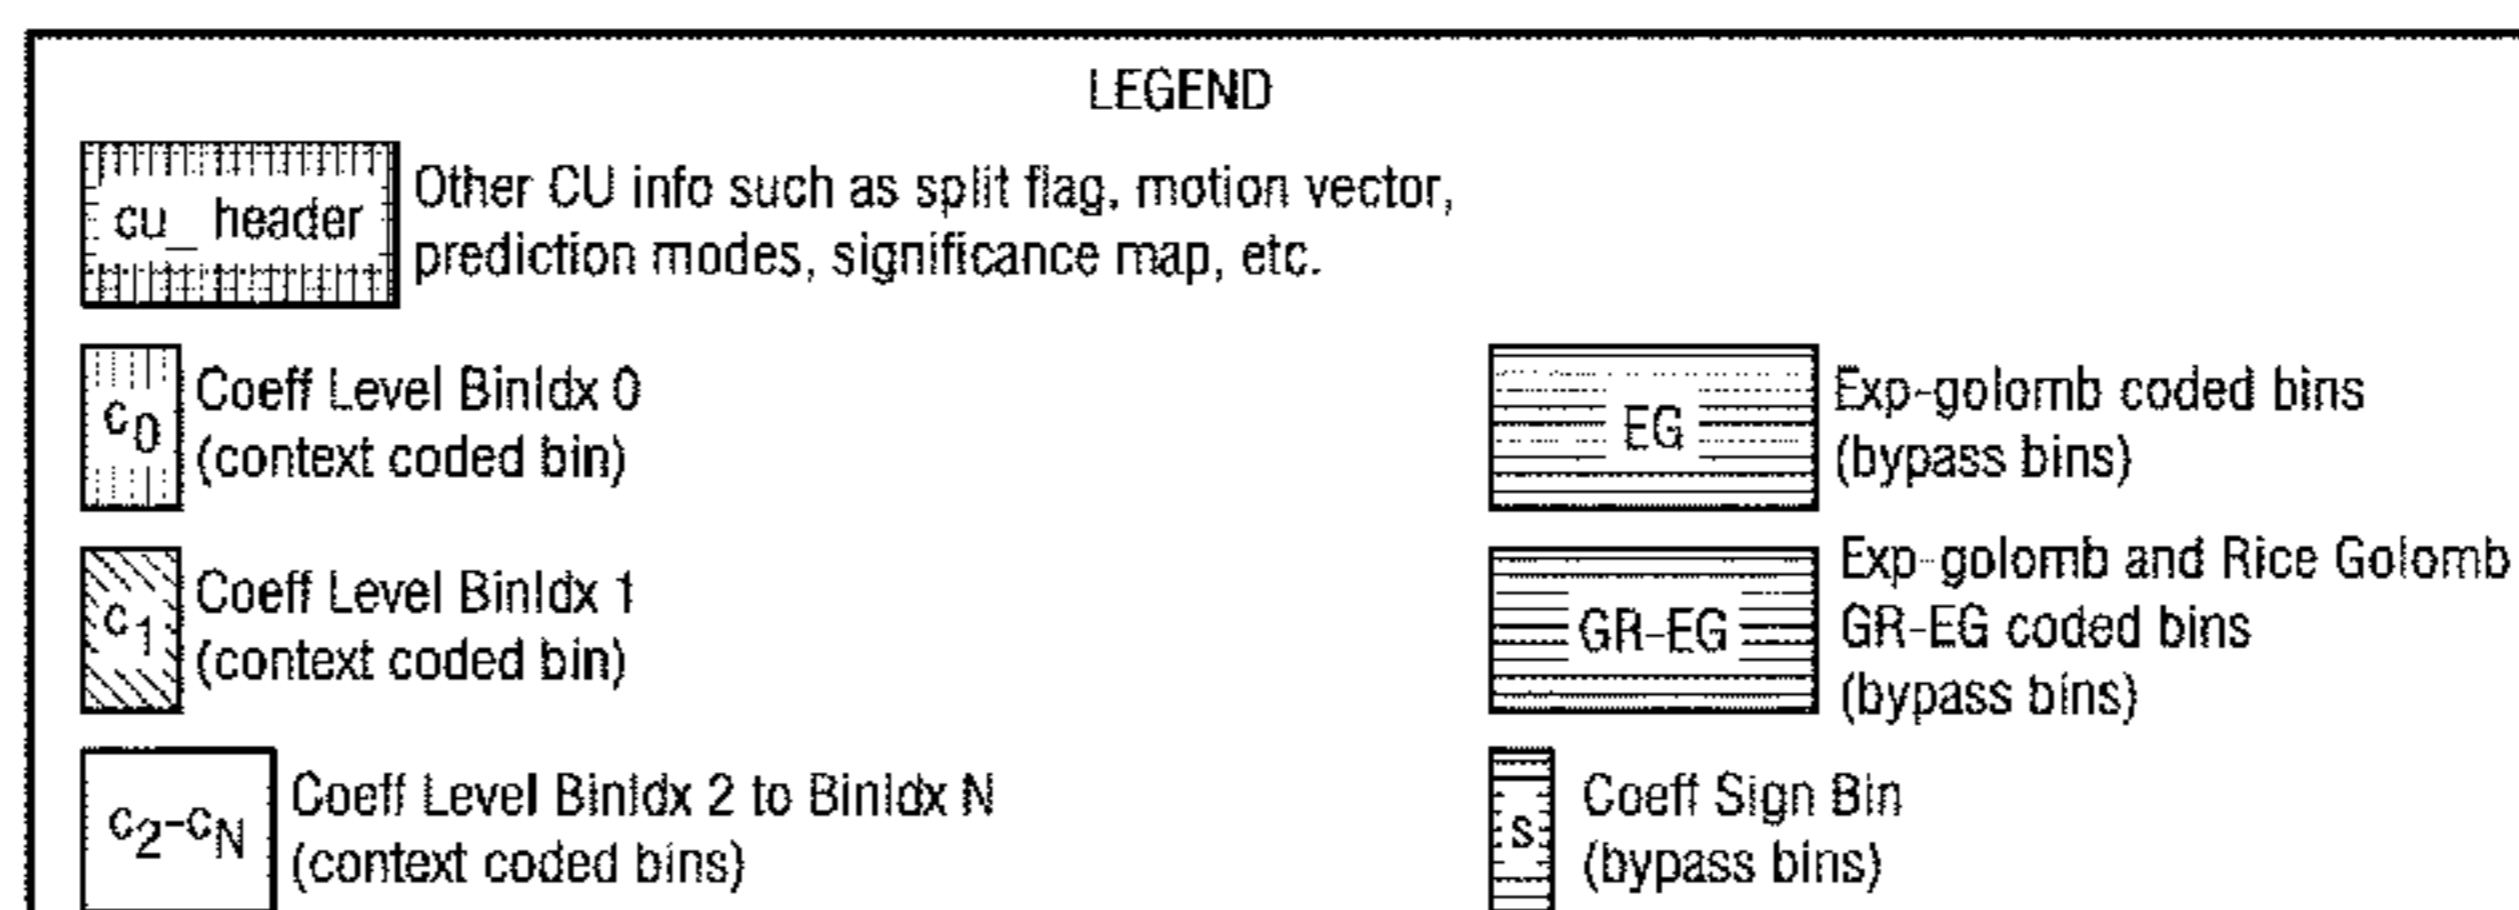 LEGEND
cu_ header
Other CU info such as split flag, motion vector,
prediction modes, significance map, etc.
c0
Coeff Level BinIdx 0
(context coded bin)
c1
Coeff Level BinIdx 1
(context coded bin)
c2-cN
Coeff Level BinIdx 2 to BinIdx N
(context coded bins)
EG
Exp-golomb coded bins
(bypass bins)
GR-EG
Exp-golomb and Rice Golomb
GR-EG coded bins
(bypass bins)
s
Coeff Sign Bin
(bypass bins)